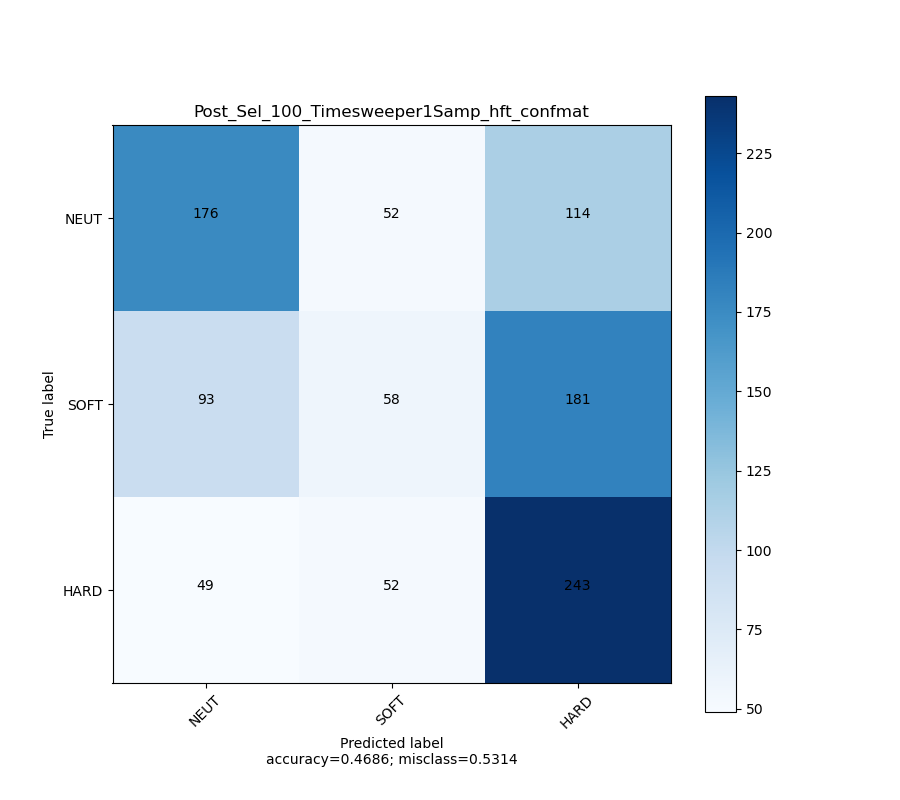 Post_Sel_100_Timesweeper1Samp_hft_confmat
NEUT 176 52 114
SOFT 93 58 181
HARD 49 52 243
True label
NEUT SOFT HARD
Predicted label
accuracy=0.4686; misclass=0.5314
225
200
175
150
125
100
75
50